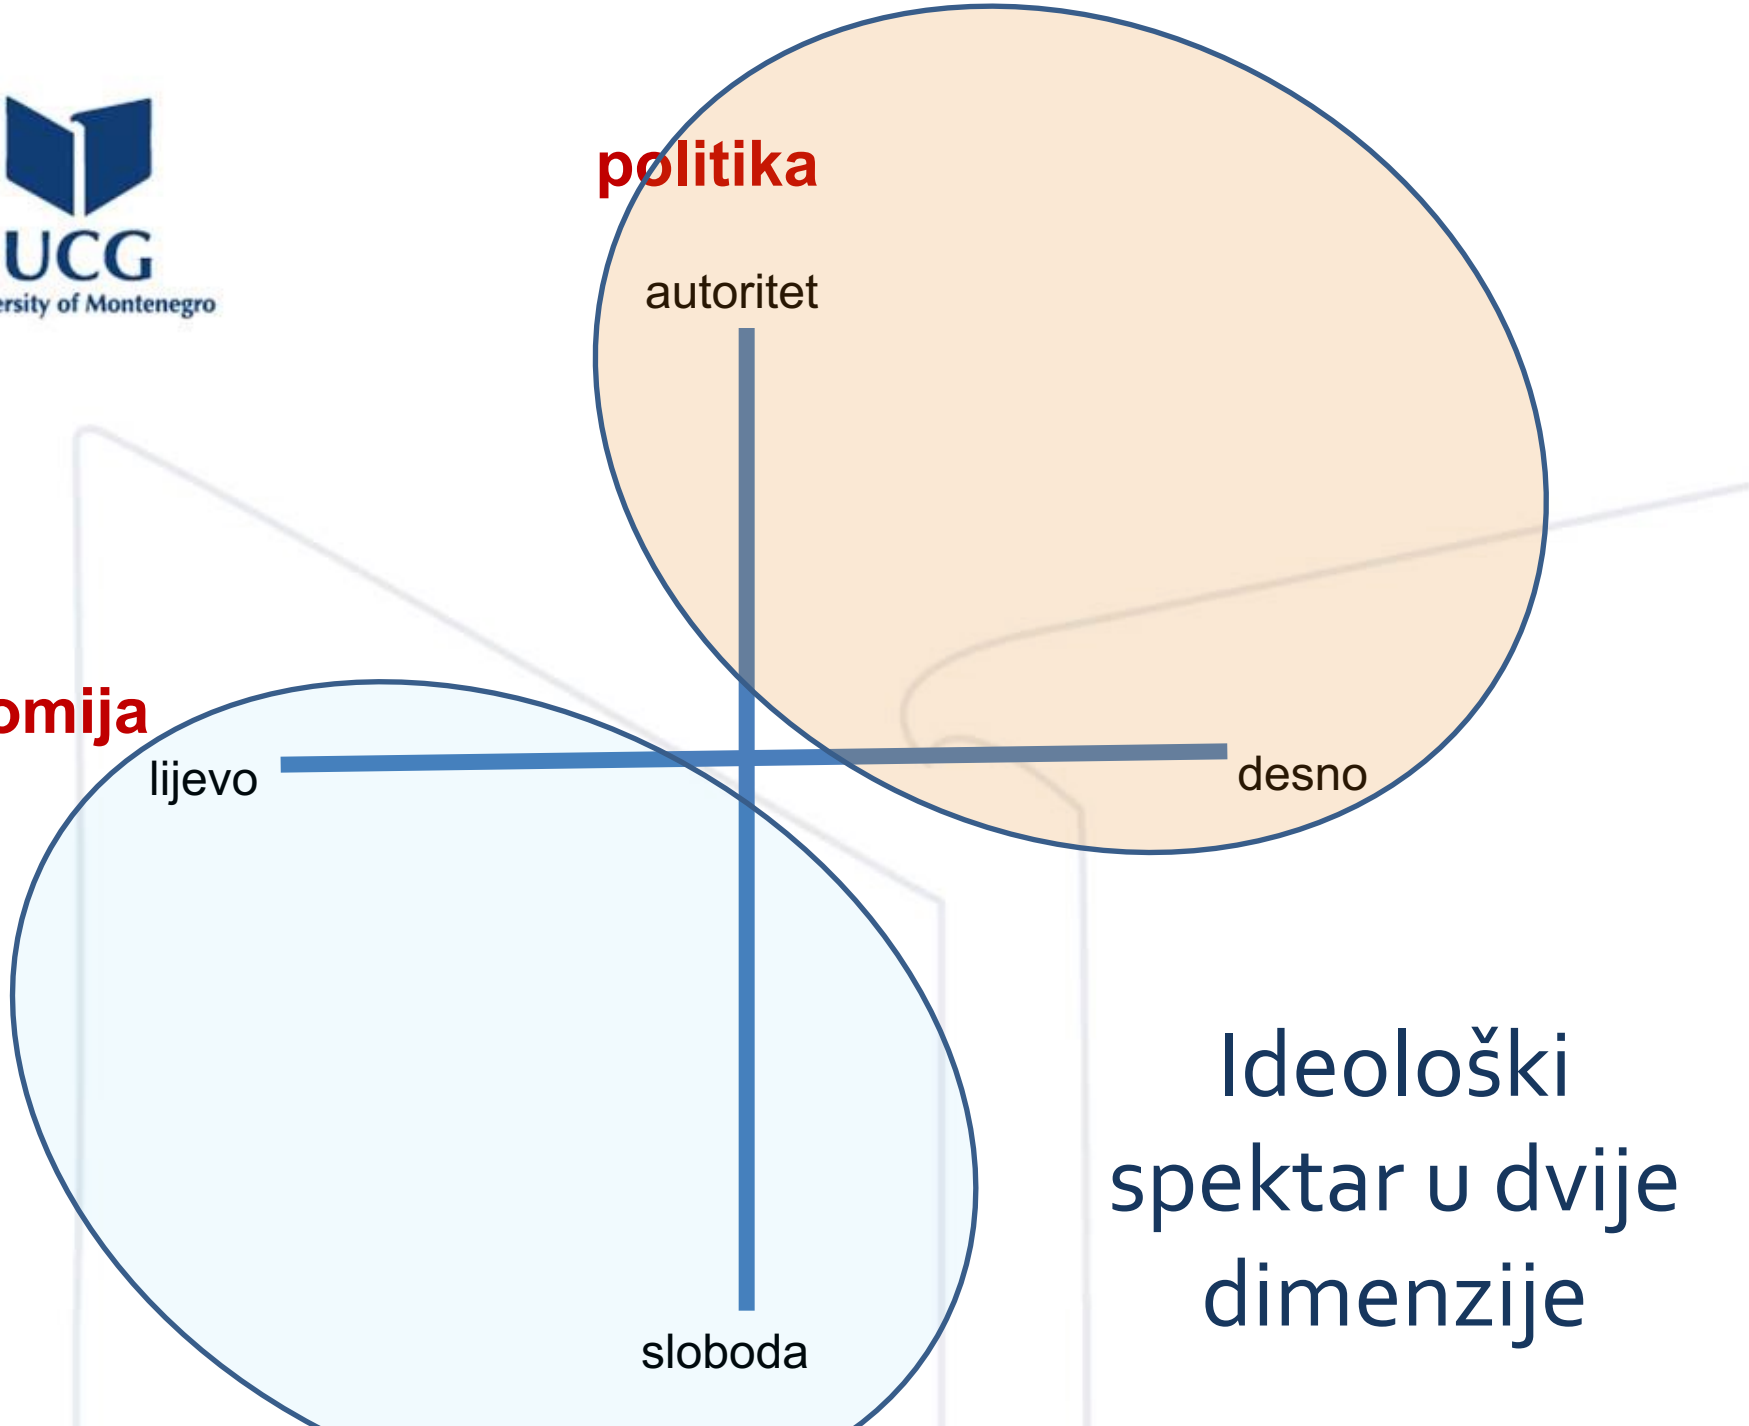 UCG
ersity of Montenegro
politika
autoritet
omija
lijevo
desno
sloboda
Ideološki
spektar u dvije
dimenzije